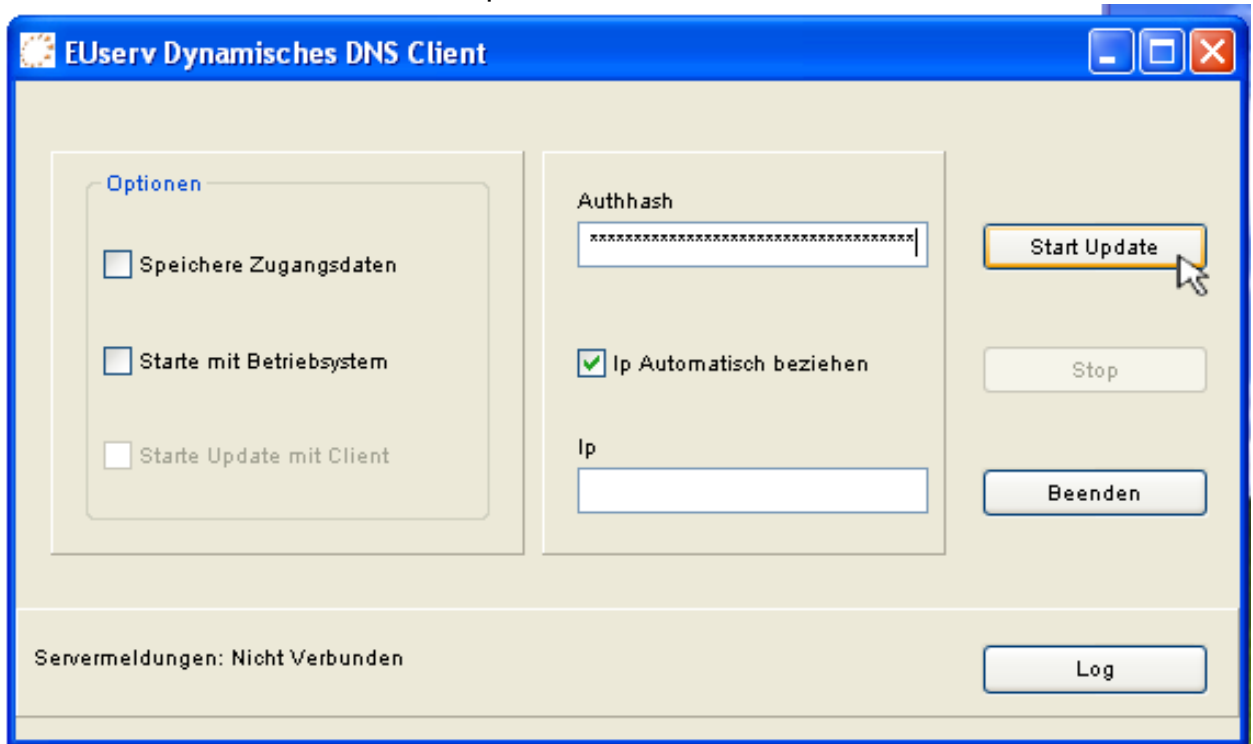 EUserv Dynamisches DNS Client
Optionen
Speichere Zugangsdaten
Starte mit Betriebsystem
Starte Update mit Client
Authhash
*************************************
Ip Automatisch beziehen
Ip
Start Update
Stop
Beenden
Servermeldungen: Nicht Verbunden
Log